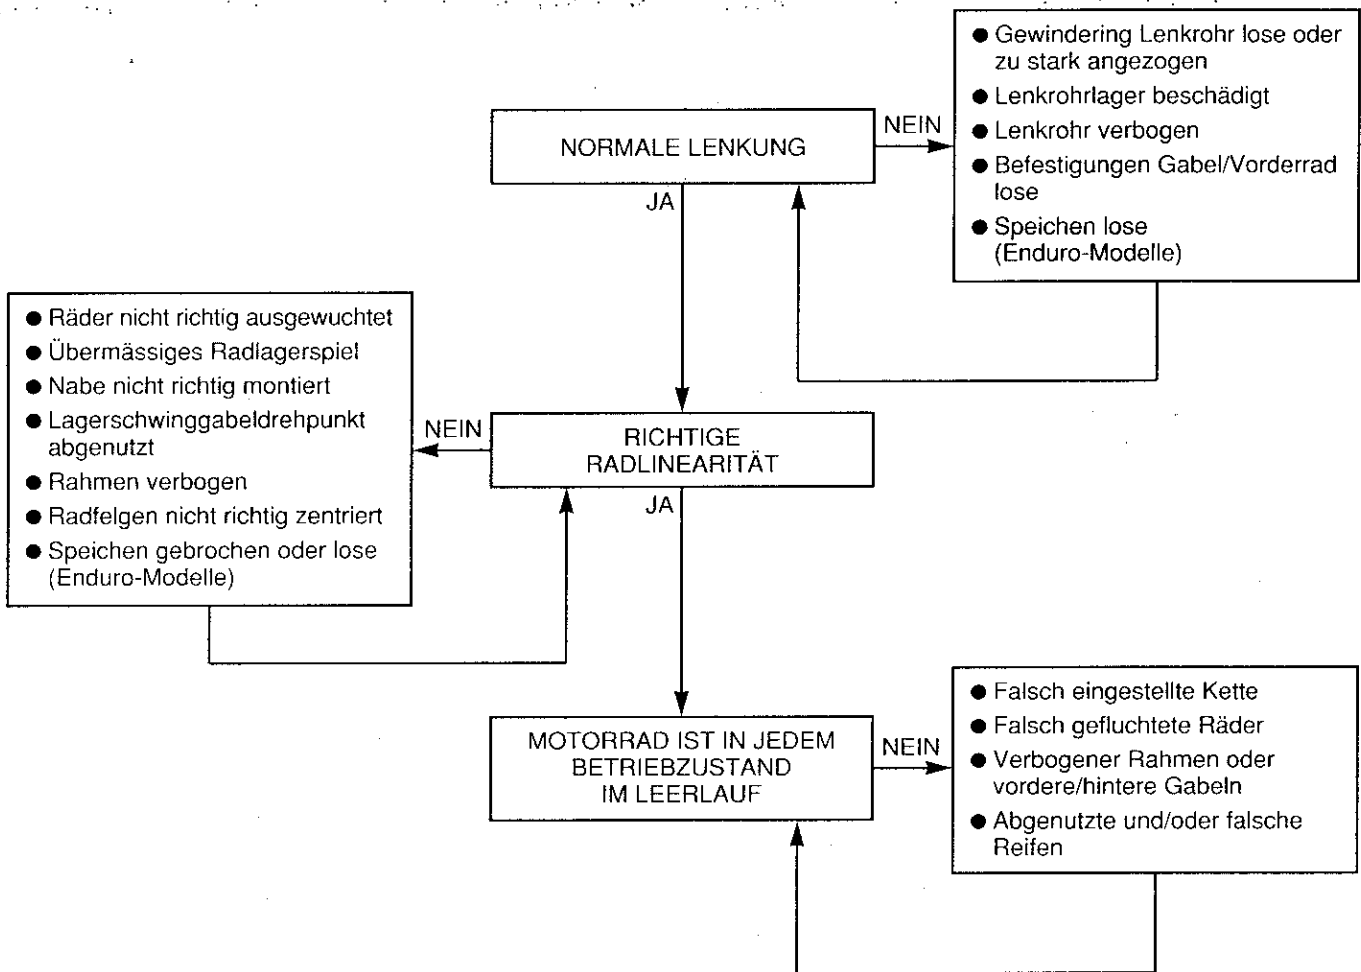 ● Gewindering Lenkrohr lose oder
zu stark angezogen
● Lenkrohrlager beschädigt
● Lenkrohr verbogen
● Befestigungen Gabel/Vorderrad
lose
● Speichen lose
(Enduro-Modelle)
NORMALE LENKUNG
NEIN
JA
● Räder nicht richtig ausgewuchtet
● Übermässiges Radlagerspiel
● Nabe nicht richtig montiert
● Lagerschwinggabeldrehpunkt
abgenutzt
● Rahmen verbogen
● Radfelgen nicht richtig zentriert
● Speichen gebrochen oder lose
(Enduro-Modelle)
NEIN
RICHTIGE
RADLINEARITÄT
JA
MOTORRAD IST IN JEDEM
BETRIEBZUSTAND
IM LEERLAUF
NEIN
● Falsch eingestellte Kette
● Falsch gefluchtete Räder
● Verbogener Rahmen oder
vordere/hintere Gabeln
● Abgenutzte und/oder falsche
Reifen